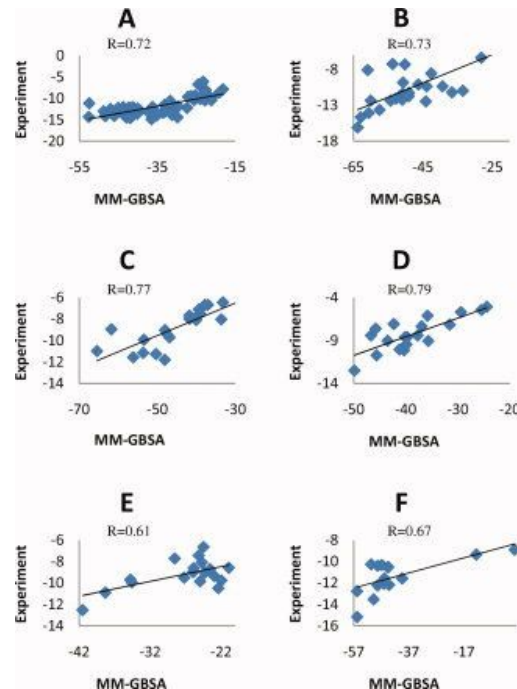 A
R=0.72
Experiment
0
-5
-10
-15
-20
-55 -35 -15
MM-GBSA
B
R=0.73
Experiment
-8
-13
-18
-65 -45 -25
MM-GBSA
C
R=0.77
Experiment
-6
-8
-10
-12
-14
-70 -50 -30
MM-GBSA
D
R=0.79
Experiment
-4
-9
-14
-50 -40 -30 -20
MM-GBSA
E
R=0.61
Experiment
-6
-8
-10
-12
-14
-42 -32 -22
MM-GBSA
F
R=0.67
Experiment
-8
-10
-12
-14
-16
-57 -37 -17
MM-GBSA